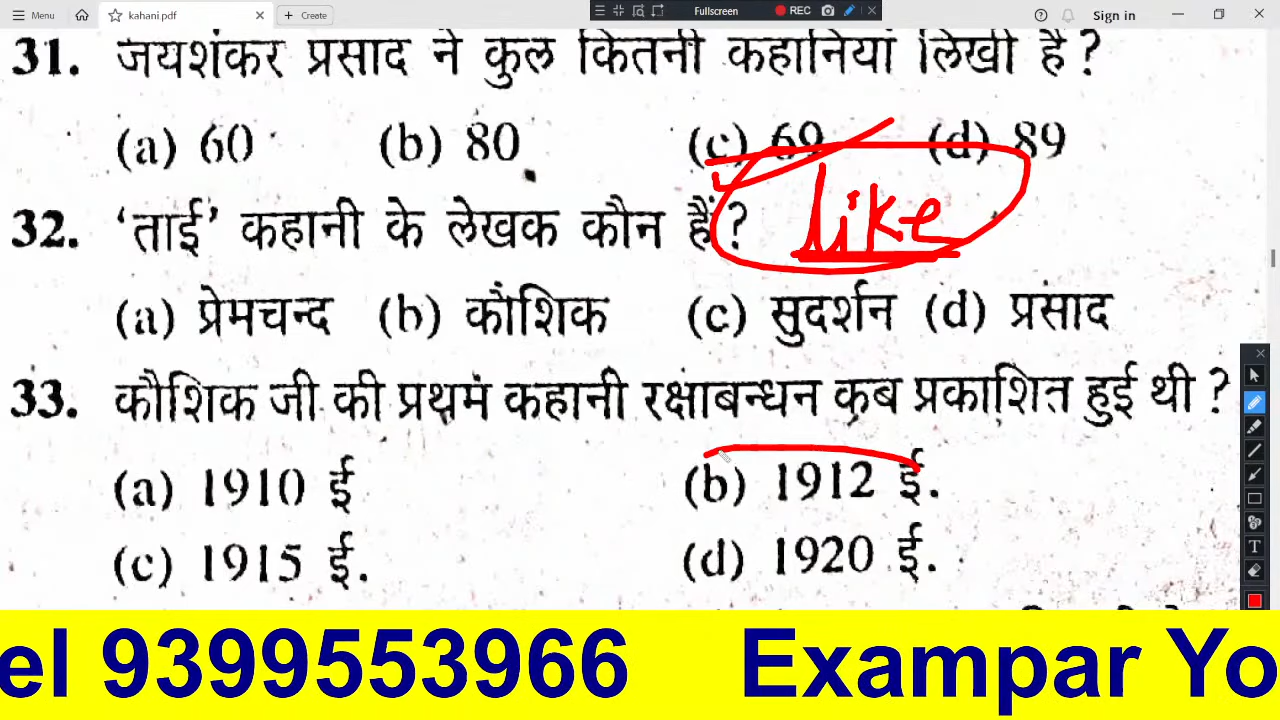 Menu kahani.pdf Create Fullscreen REC Sign in
31. जयशंकर प्रसाद ने कुल कितनी कहानियां लिखी है ?
(a) 60 (b) 80 (c) 69 (d) 89
like
32. ‘ताई’ कहानी के लेखक कौन हैं ?
(a) प्रेमचन्द (b) कौशिक (c) सुदर्शन (d) प्रसाद
33. कौशिक जी की प्रथम कहानी रक्षाबन्धन कब प्रकाशित हुई थी ?
(a) 1910 ई (b) 1912 ई.
(c) 1915 ई. (d) 1920 ई.
el 9399553966 Exampar Yo